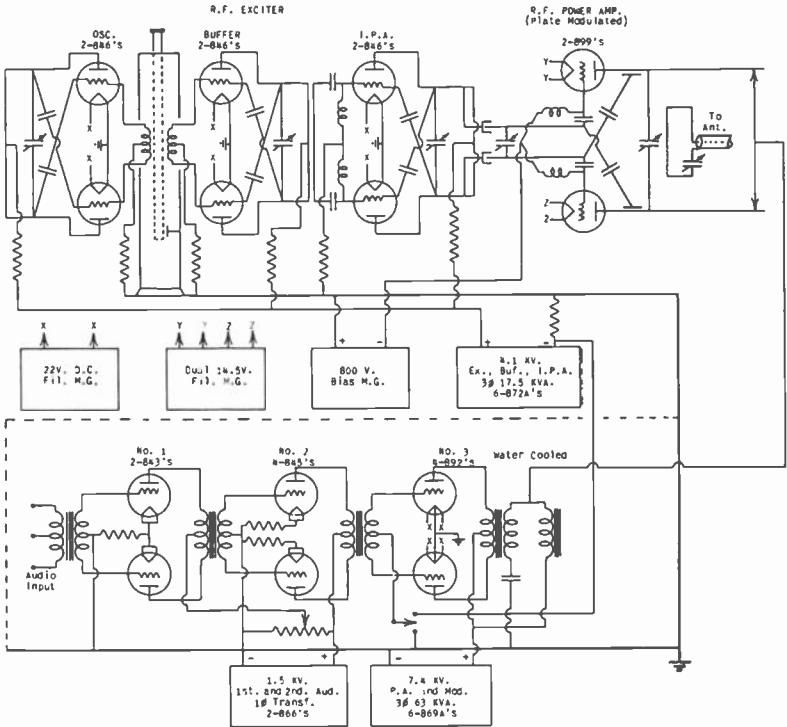 R.F. EXCITER
R.F. POWER AMP.
(Plate Modulated)
OSC.
2-846'S
BUFFER
2-846'S
I.P.A.
2-846'S
2-899'S
Y
Y
To
Ant.
X
X
X
X
X
X
Z
Z
+
-
+
-
X X
Y Y Z Z
22V. D.C.
Fil. M.G.
Dual 14.5V.
Fil. M.G.
800 V.
Bias M.G.
4.1 KV.
Ex., Buf., I.P.A.
3ø 17.5 KVA.
6-872A's
NO. 1
2-843'S
NO. 2
4-845'S
NO. 3
4-892'S
Water Cooled
X X
X X
Audio
Input
-
+
-
+
1.5 KV.
1st. and 2nd. Aud.
1ø Transf.
2-866's
7.4 KV.
P.A. and Mod.
3ø 63 KVA.
6-869A's